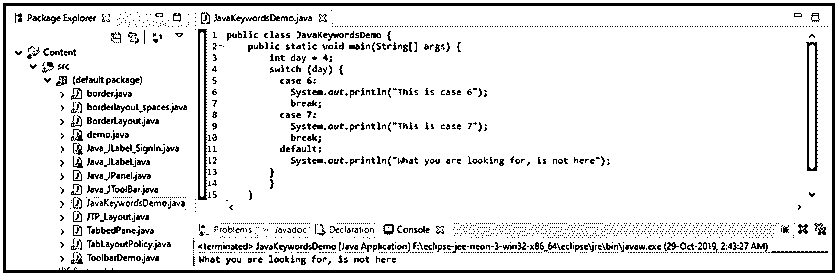 Package Explorer
Content
src
(default package)
border.java
borderlayout_spaces.java
BorderLayout.java
demo.java
Java_JLabel_SignIn.java
Java_JLabel.java
Java_JPanel.java
Java_JToolBar.java
JavaKeywordsDemo.java
JTP_Layout.java
TabbedPane.java
TabLayoutPolicy.java
ToolbarDemo.java
JavaKeywordsDemo.java
1 public class JavaKeywordsDemo {
2 public static void main(String[] args) {
3 int day = 4;
4 switch (day) {
5 case 6:
6 System.out.println("This is case 6");
7 break;
8 case 7:
9 System.out.println("This is case 7");
10 break;
11 default:
12 System.out.println("What you are looking for, is not here");
13 }
14 }
15 }
Problems Javadoc Declaration Console
<terminated> JavaKeywordsDemo [Java Application] F:\eclipse-jee-neon-3-win32-x86_64\eclipse\jre\bin\javaw.exe (29-Oct-2019, 2:43:27 AM)
What you are looking for, is not here